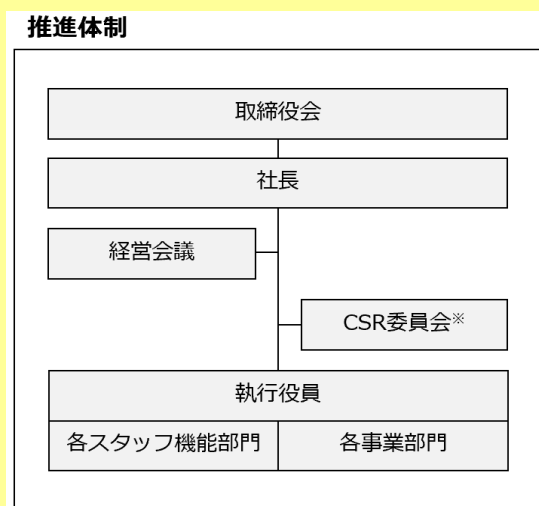 推進体制
取締役会
社長
経営会議
CSR委員会※
執行役員
各スタッフ機能部門
各事業部門